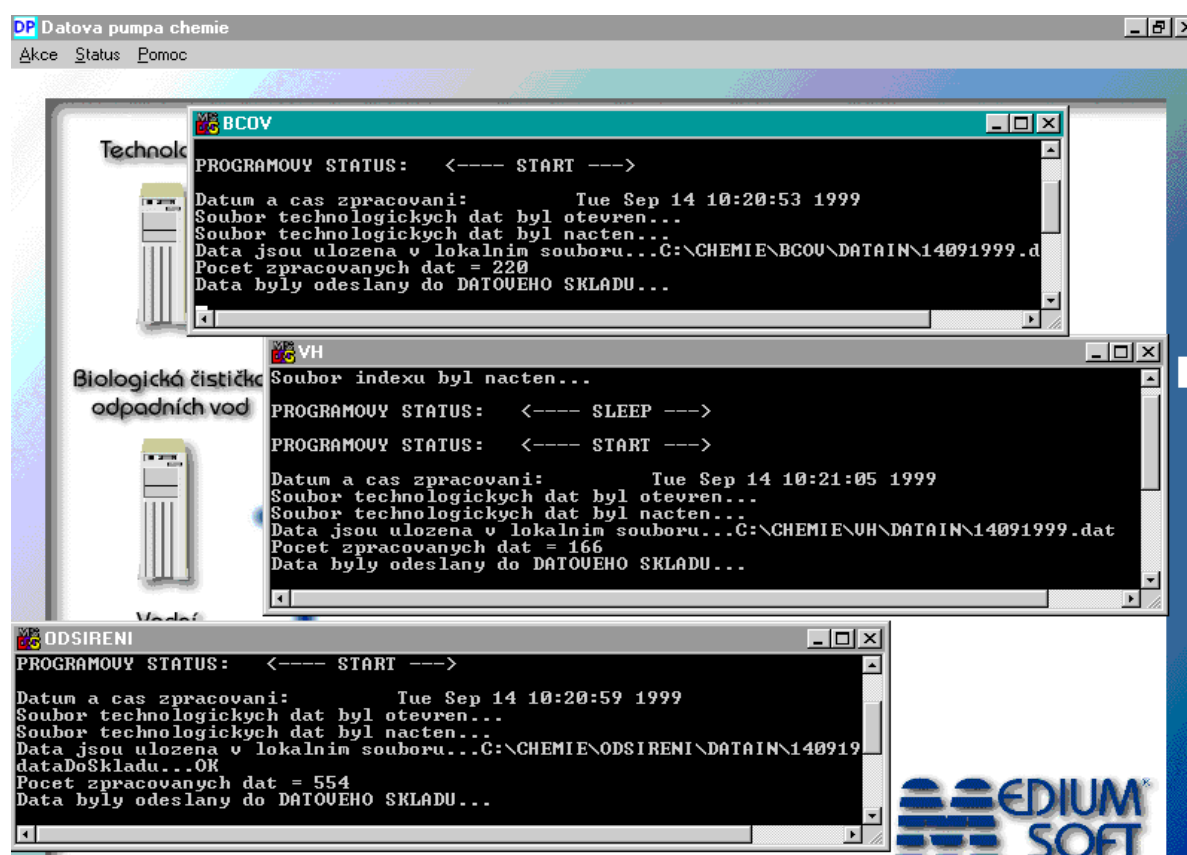 DP Datova pumpa chemie
Akce Status Pomoc
BCOV
PROGRAMOVY STATUS: <---- START --->
Datum a cas zpracovani: Tue Sep 14 10:20:53 1999
Soubor technologickych dat byl otevren...
Soubor technologickych dat byl nacten...
Data jsou ulozena v lokalnim souboru...C:\CHEMIE\BCOV\DATAIN\14091999.d
Pocet zpracovanych dat = 220
Data byly odeslany do DATOVEHO SKLADU...
Biologická čistička
odpadních vod
VH
Soubor indexu byl nacten...
PROGRAMOVY STATUS: <---- SLEEP --->
PROGRAMOVY STATUS: <---- START --->
Datum a cas zpracovani: Tue Sep 14 10:21:05 1999
Soubor technologickych dat byl otevren...
Soubor technologickych dat byl nacten...
Data jsou ulozena v lokalnim souboru...C:\CHEMIE\VH\DATAIN\14091999.dat
Pocet zpracovanych dat = 166
Data byly odeslany do DATOVEHO SKLADU...
Vodní
ODSIRENI
PROGRAMOVY STATUS: <---- START --->
Datum a cas zpracovani: Tue Sep 14 10:20:59 1999
Soubor technologickych dat byl otevren...
Soubor technologickych dat byl nacten...
Data jsou ulozena v lokalnim souboru...C:\CHEMIE\ODSIRENI\DATAIN\140919
dataDoSkladu...OK
Pocet zpracovanych dat = 554
Data byly odeslany do DATOVEHO SKLADU...
MEDIUM
SOFT